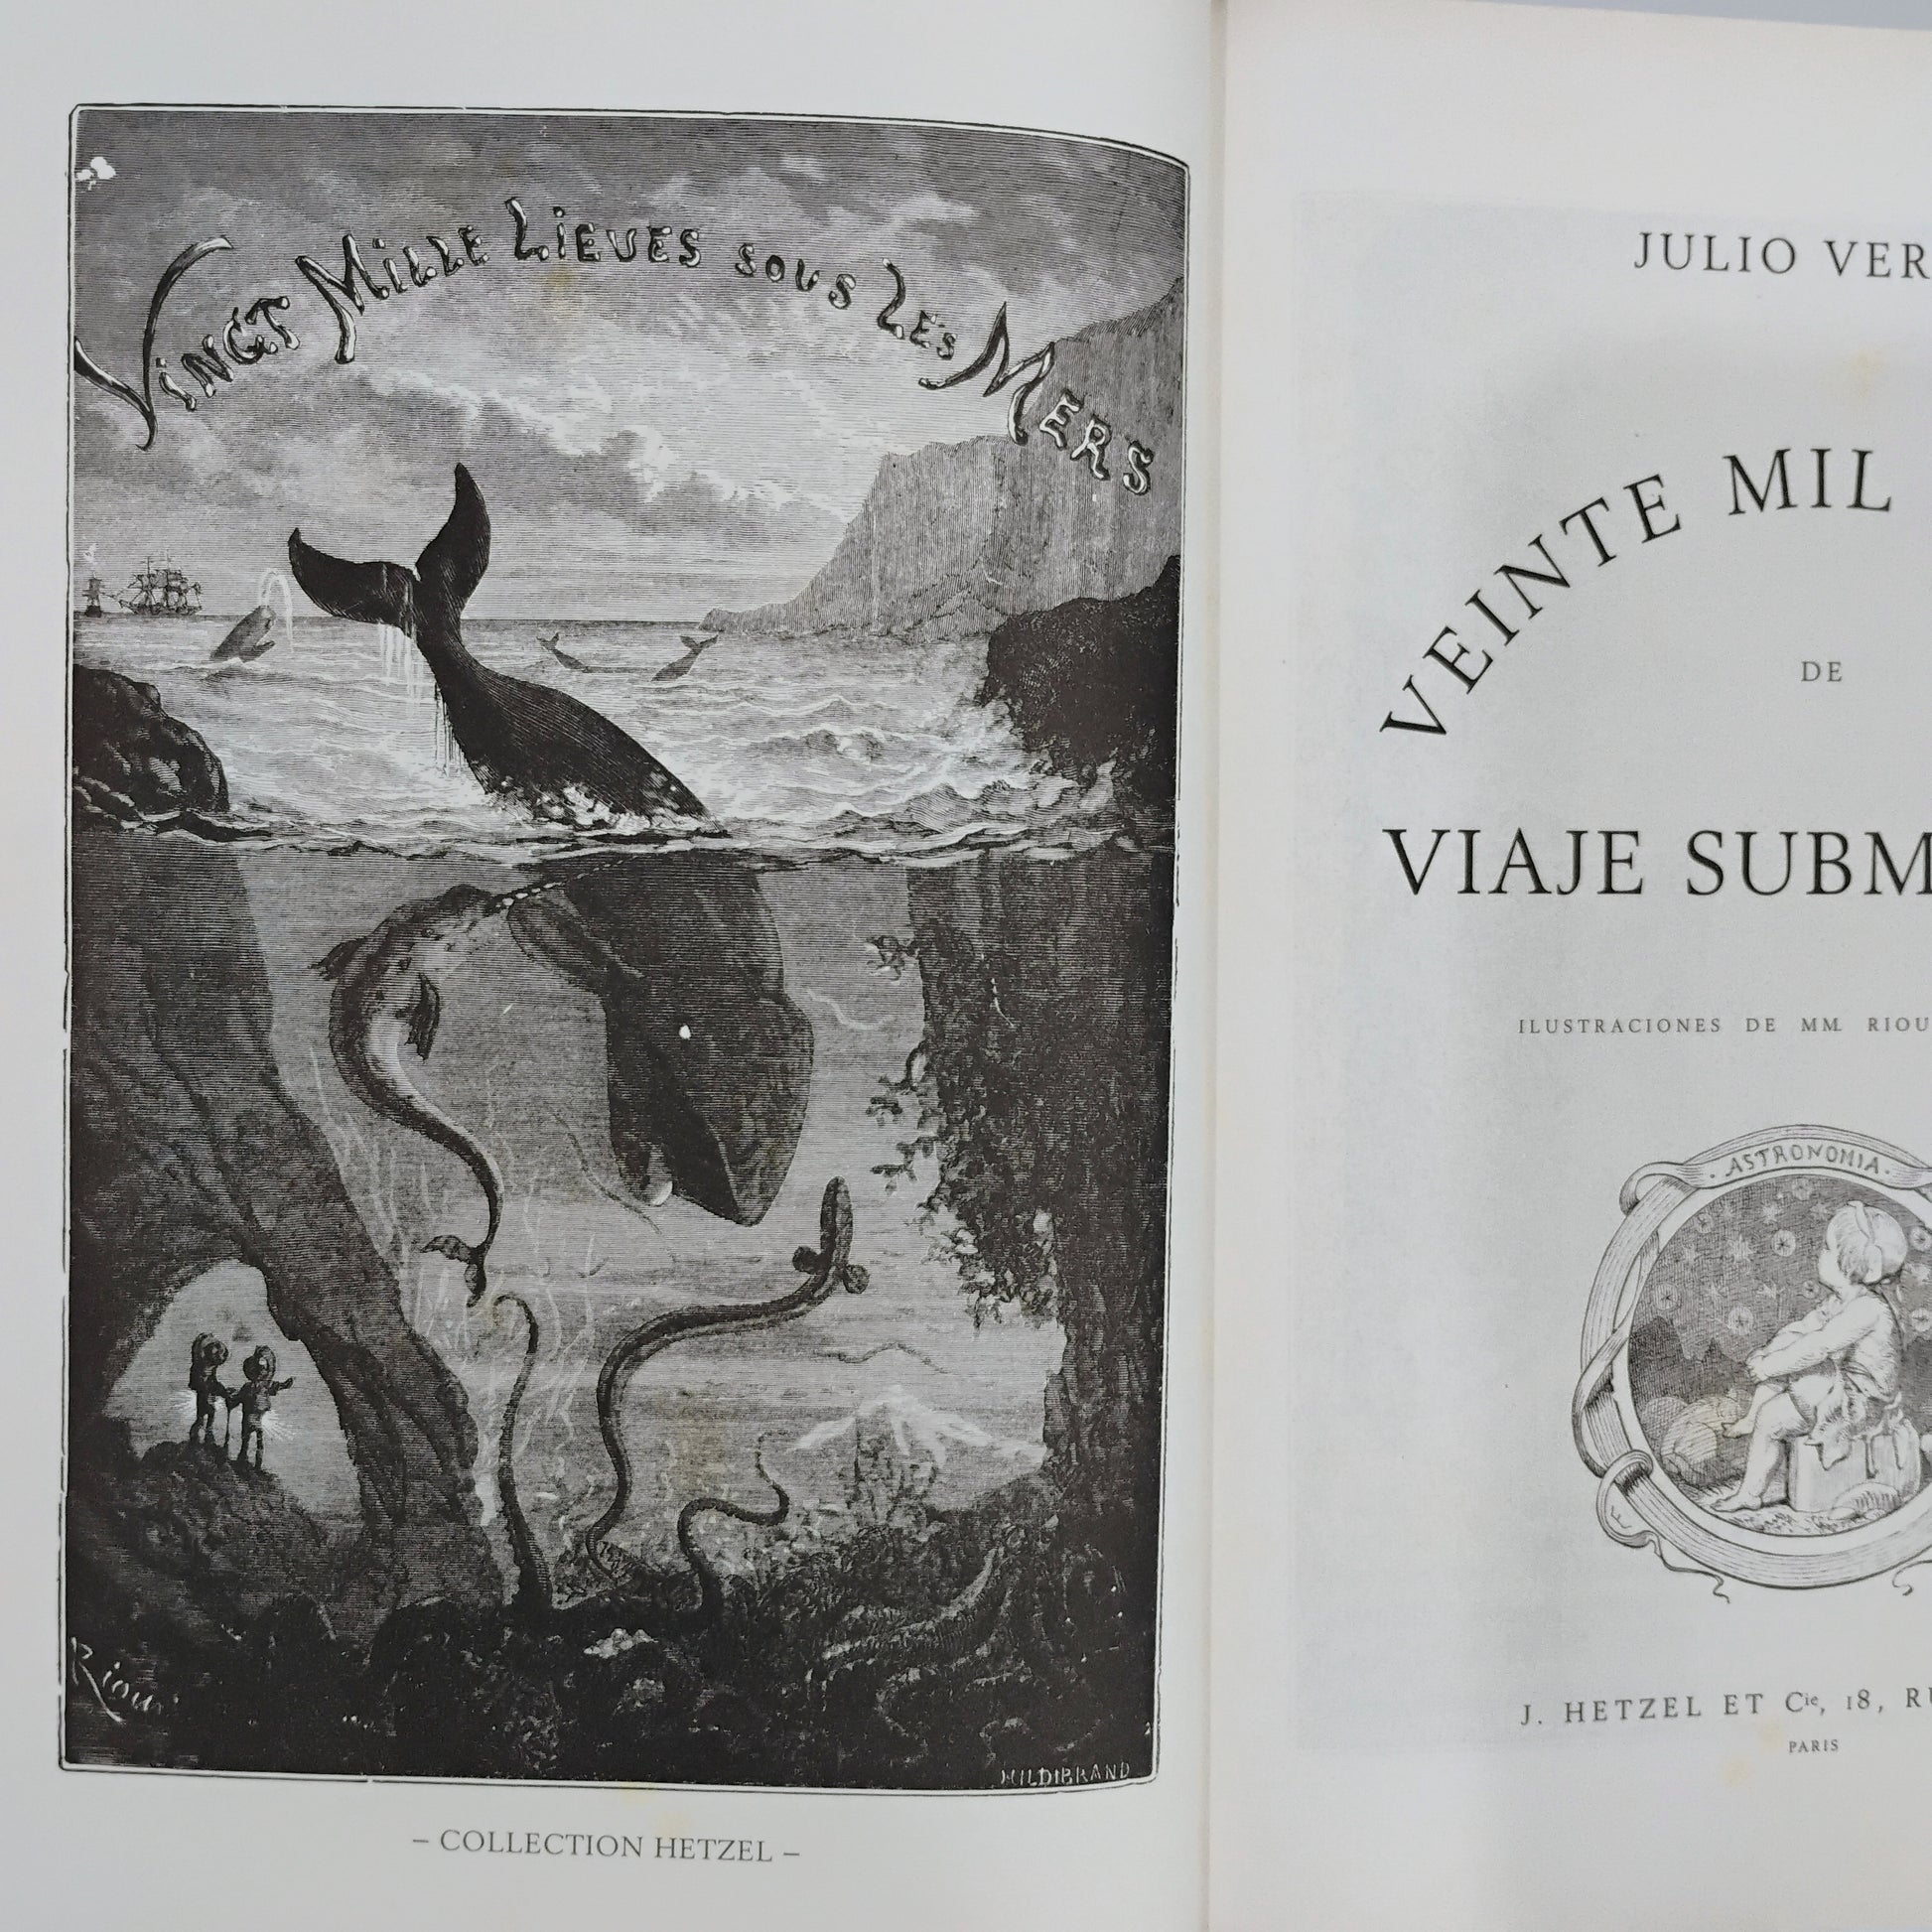 VINGT MILLE LIEUES SOUS LES MERS
Riou
HILDIBRAND
– COLLECTION HETZEL –
JULIO VER
VEINTE MIL
DE
VIAJE SUBM
ILUSTRACIONES DE MM. RIOU
· ASTRONOMIA ·
J. HETZEL ET Cie, 18, RU
PARIS